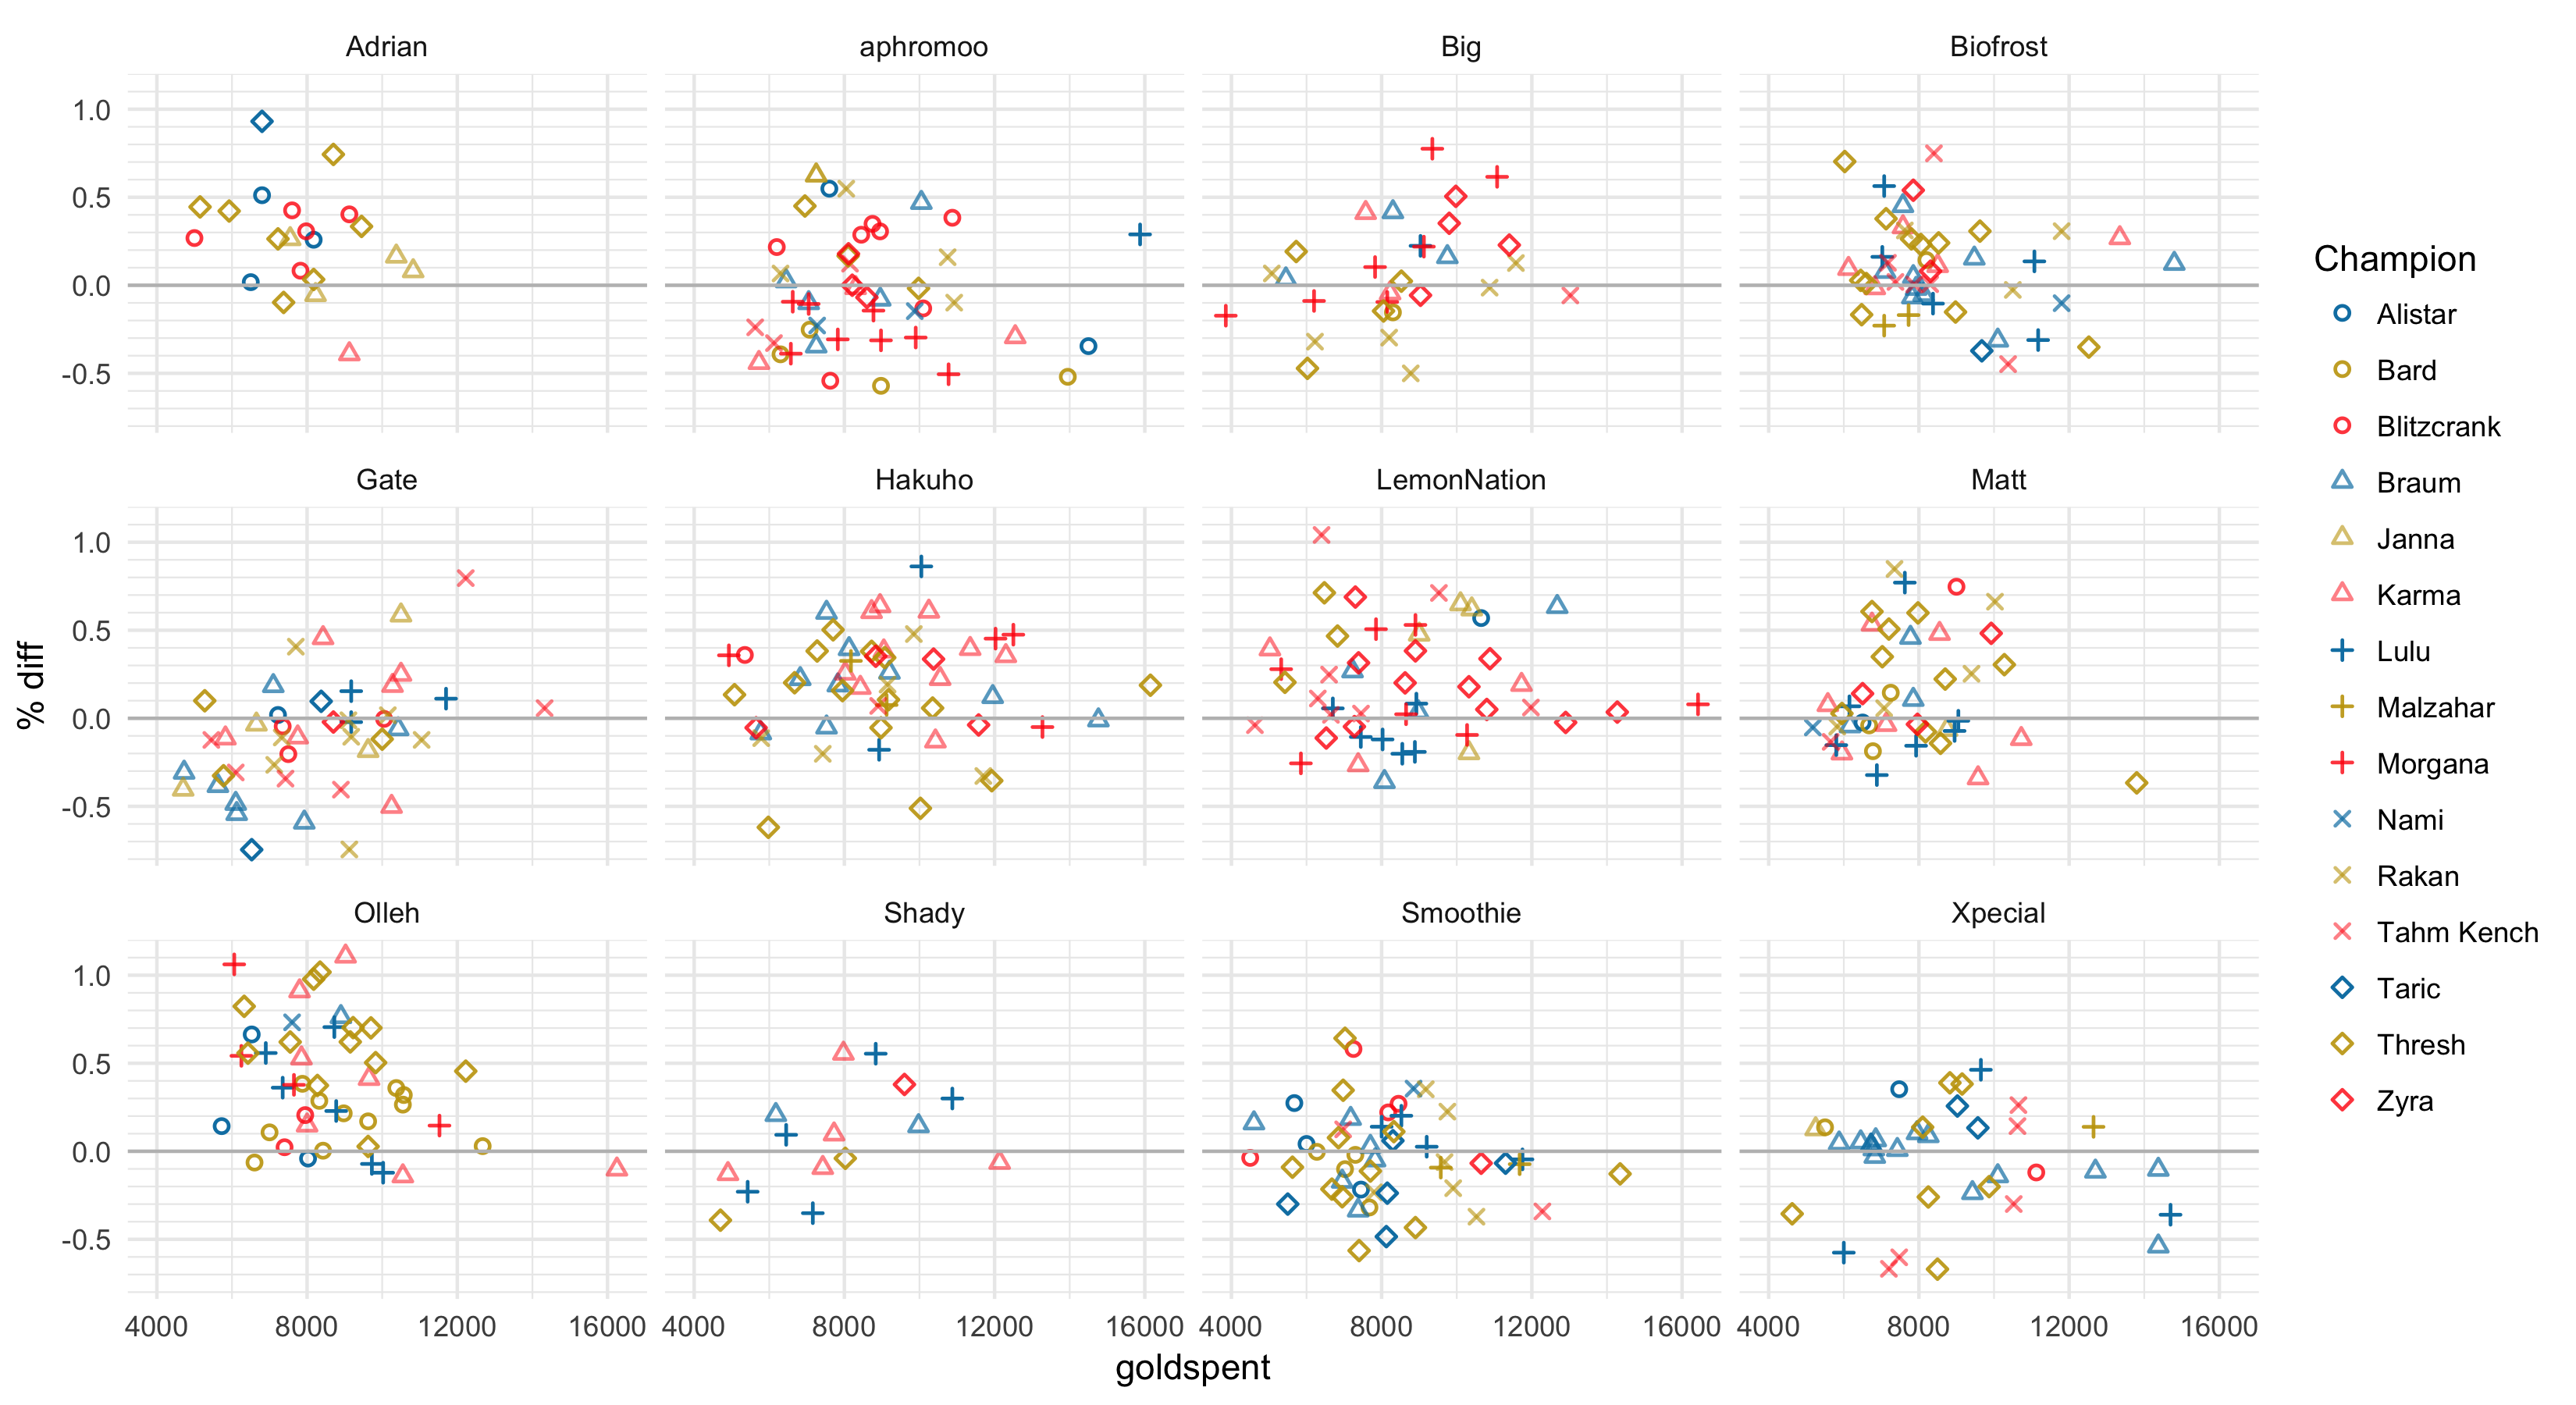 Adrian
aphromoo
Big
Biofrost
1.0
0.5
0.0
-0.5
Gate
Hakuho
LemonNation
Matt
1.0
0.5
0.0
-0.5
Olleh
Shady
Smoothie
Xpecial
1.0
0.5
0.0
-0.5
4000 8000 12000 16000
4000 8000 12000 16000
4000 8000 12000 16000
4000 8000 12000 16000
goldspent
% diff
Champion
Alistar
Bard
Blitzcrank
Braum
Janna
Karma
Lulu
Malzahar
Morgana
Nami
Rakan
Tahm Kench
Taric
Thresh
Zyra